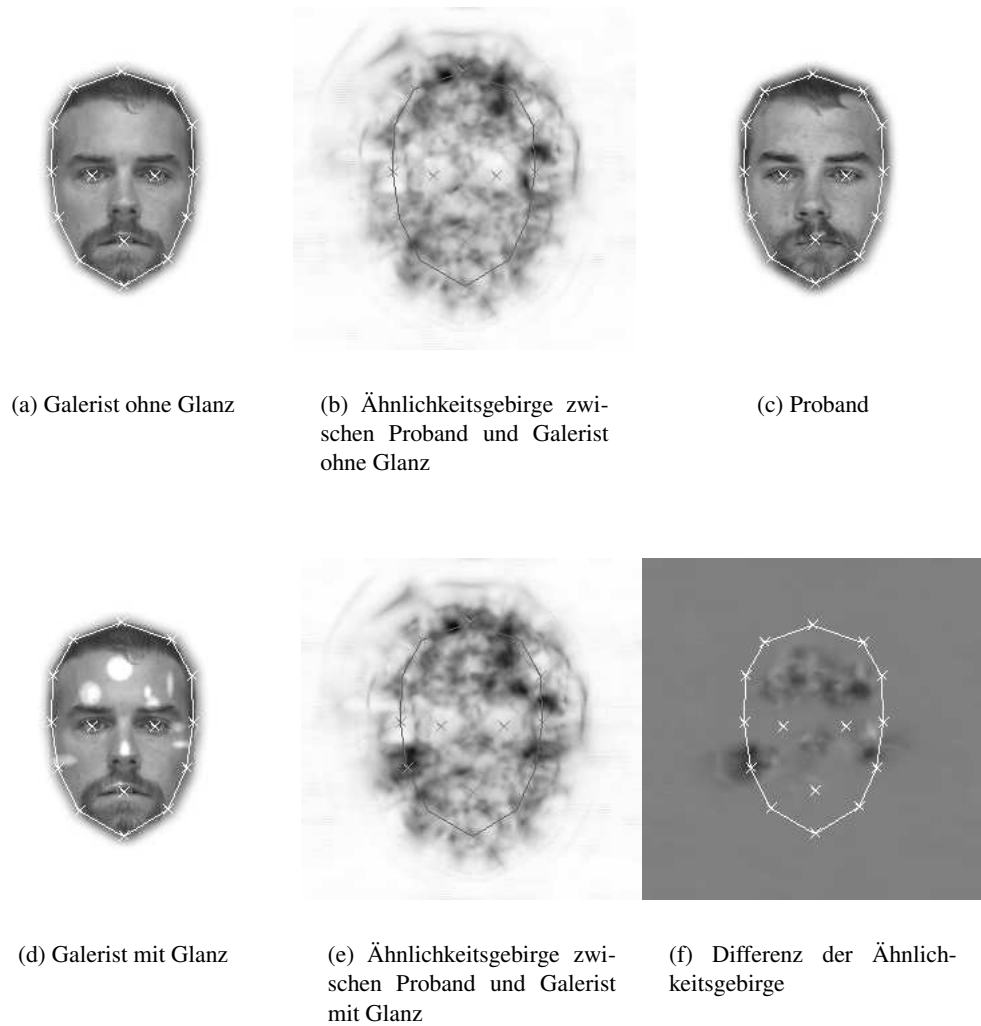 (a) Galerist ohne Glanz
(b) Ähnlichkeitsgebirge zwi-
schen Proband und Galerist
ohne Glanz
(c) Proband
(d) Galerist mit Glanz
(e) Ähnlichkeitsgebirge zwi-
schen Proband und Galerist
mit Glanz
(f) Differenz der Ähnlich-
keitsgebirge